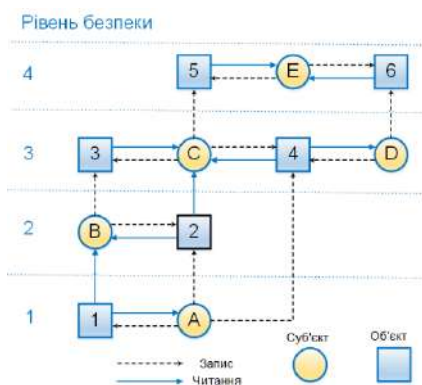 Рівень безпеки
4
5
E
6
3
3
C
4
D
2
B
2
1
1
A
Суб'єкт
Об'єкт
Запис
Читання